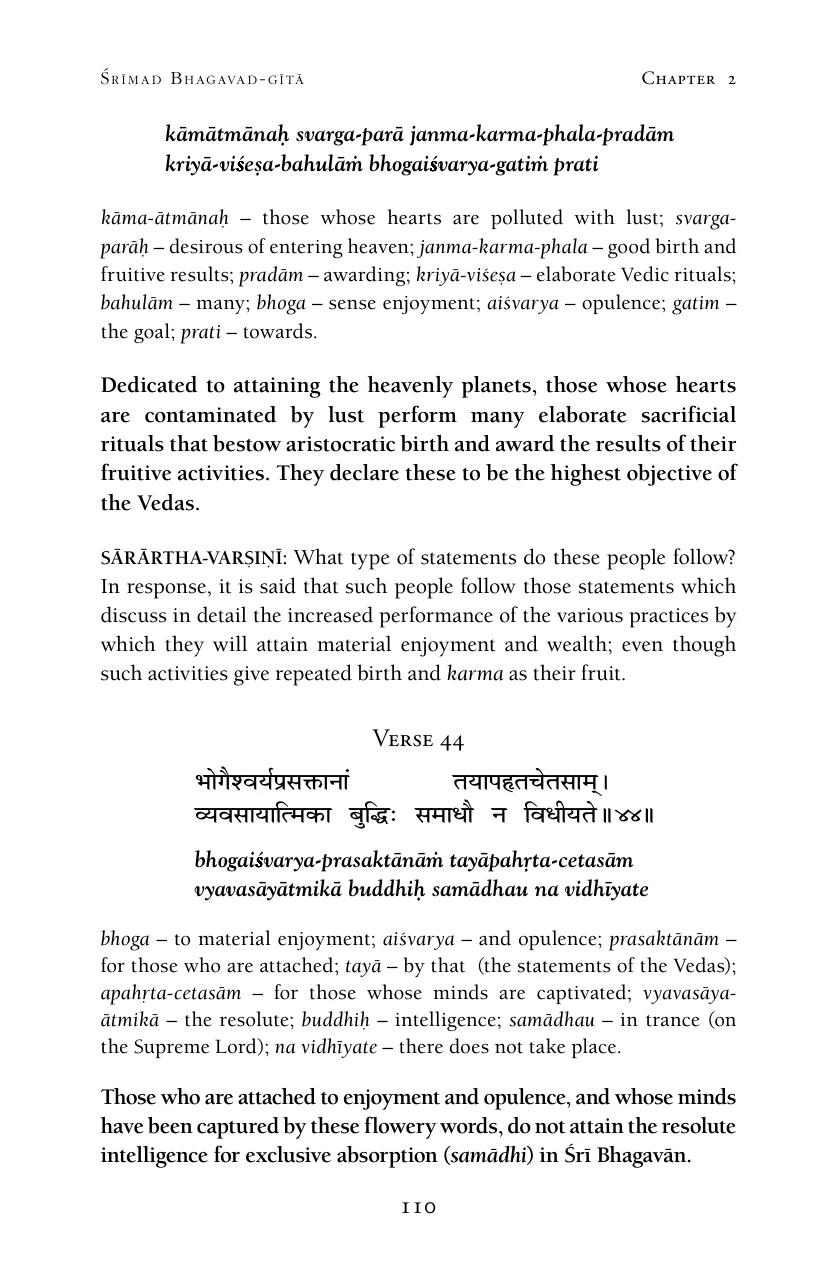 Śrīmad Bhagavad-gītā Chapter 2
kāmātmānaḥ svarga-parā janma-karma-phala-pradām
kriyā-viśeṣa-bahulāṁ bhogaiśvarya-gatiṁ prati
kāma-ātmānaḥ – those whose hearts are polluted with lust; svarga-
parāḥ – desirous of entering heaven; janma-karma-phala – good birth and
fruitive results; pradām – awarding; kriyā-viśeṣa – elaborate Vedic rituals;
bahulām – many; bhoga – sense enjoyment; aiśvarya – opulence; gatim –
the goal; prati – towards.
Dedicated to attaining the heavenly planets, those whose hearts
are contaminated by lust perform many elaborate sacrificial
rituals that bestow aristocratic birth and award the results of their
fruitive activities. They declare these to be the highest objective of
the Vedas.
SĀRĀRTHA-VARṢIṆĪ: What type of statements do these people follow?
In response, it is said that such people follow those statements which
discuss in detail the increased performance of the various practices by
which they will attain material enjoyment and wealth; even though
such activities give repeated birth and karma as their fruit.
Verse 44
भोगैश्वर्यप्रसक्तानां तयापहृतचेतसाम्।
व्यवसायात्मिका बुद्धिः समाधौ न विधीयते॥४४॥
bhogaiśvarya-prasaktānāṁ tayāpahṛta-cetasām
vyavasāyātmikā buddhiḥ samādhau na vidhīyate
bhoga – to material enjoyment; aiśvarya – and opulence; prasaktānām –
for those who are attached; tayā – by that (the statements of the Vedas);
apahṛta-cetasām – for those whose minds are captivated; vyavasāya-
ātmikā – the resolute; buddhiḥ – intelligence; samādhau – in trance (on
the Supreme Lord); na vidhīyate – there does not take place.
Those who are attached to enjoyment and opulence, and whose minds
have been captured by these flowery words, do not attain the resolute
intelligence for exclusive absorption (samādhi) in Śrī Bhagavān.
110